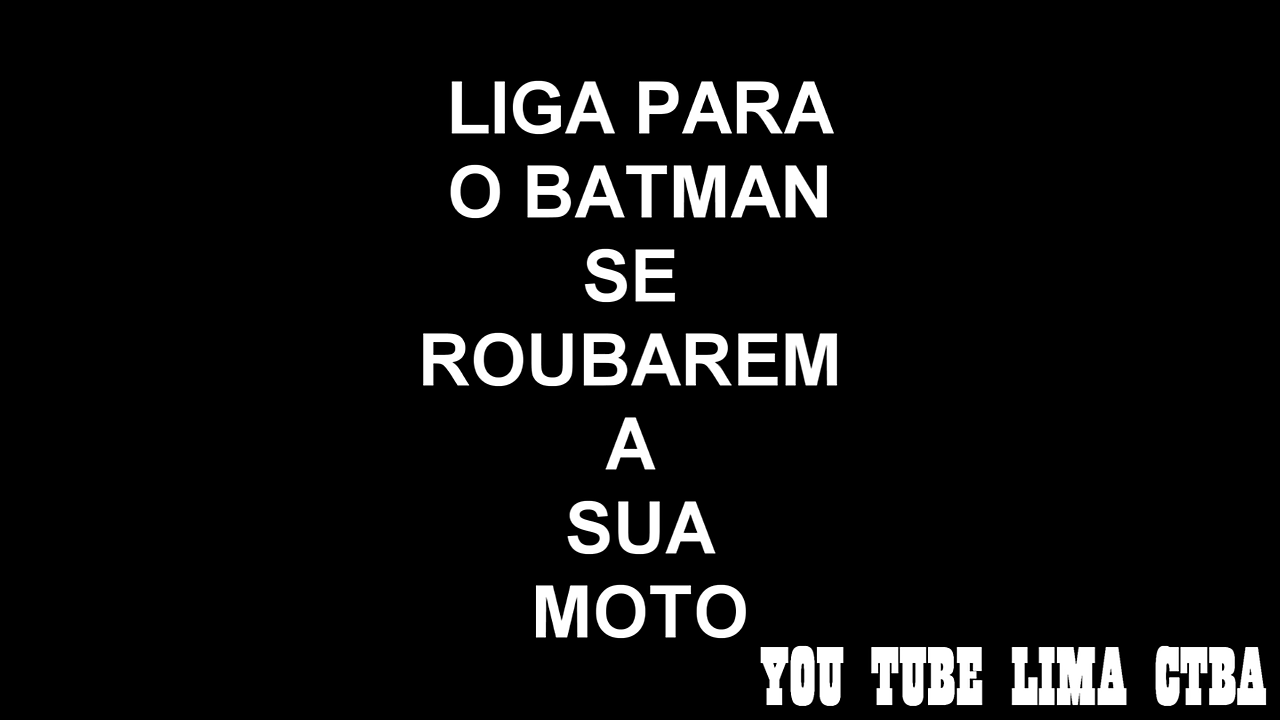 LIGA PARA
O BATMAN
SE
ROUBAREM
A
SUA
MOTO
YOU TUBE LIMA CTBA